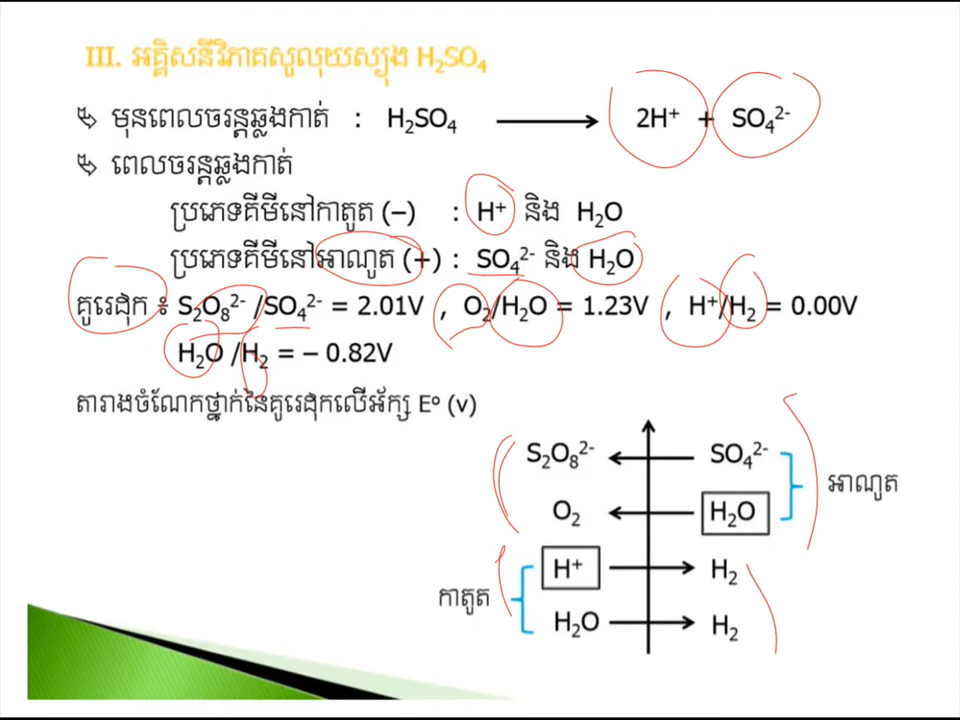 III. អគ្គិសនីវិភាគសូលុយស្យុង H₂SO₄
មុនពេលចរន្តឆ្លងកាត់ : H₂SO₄ ⟶ 2H⁺ + SO₄²⁻
ពេលចរន្តឆ្លងកាត់
ប្រភេទគីមីនៅកាតូត (–) : H⁺ និង H₂O
ប្រភេទគីមីនៅអាណូត (+) : SO₄²⁻ និង H₂O
គូរេដុក ៖ S₂O₈²⁻ /SO₄²⁻ = 2.01V , O₂/H₂O = 1.23V , H⁺/H₂ = 0.00V
H₂O /H₂ = – 0.82V
តារាងចំណែកថ្នាក់នៃគូរេដុកលើអ័ក្ស E° (v)
S₂O₈²⁻ ← SO₄²⁻
O₂ ← H₂O
អាណូត
H⁺ → H₂
H₂O → H₂
កាតូត